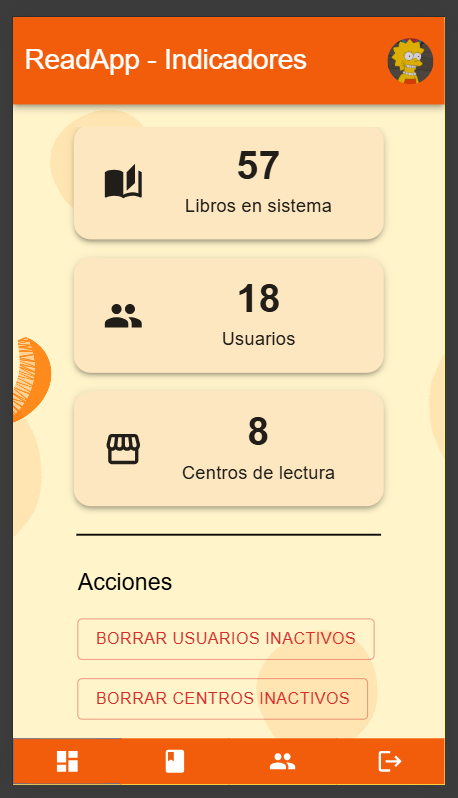 ReadApp - Indicadores
57
Libros en sistema
18
Usuarios
8
Centros de lectura
Acciones
BORRAR USUARIOS INACTIVOS
BORRAR CENTROS INACTIVOS